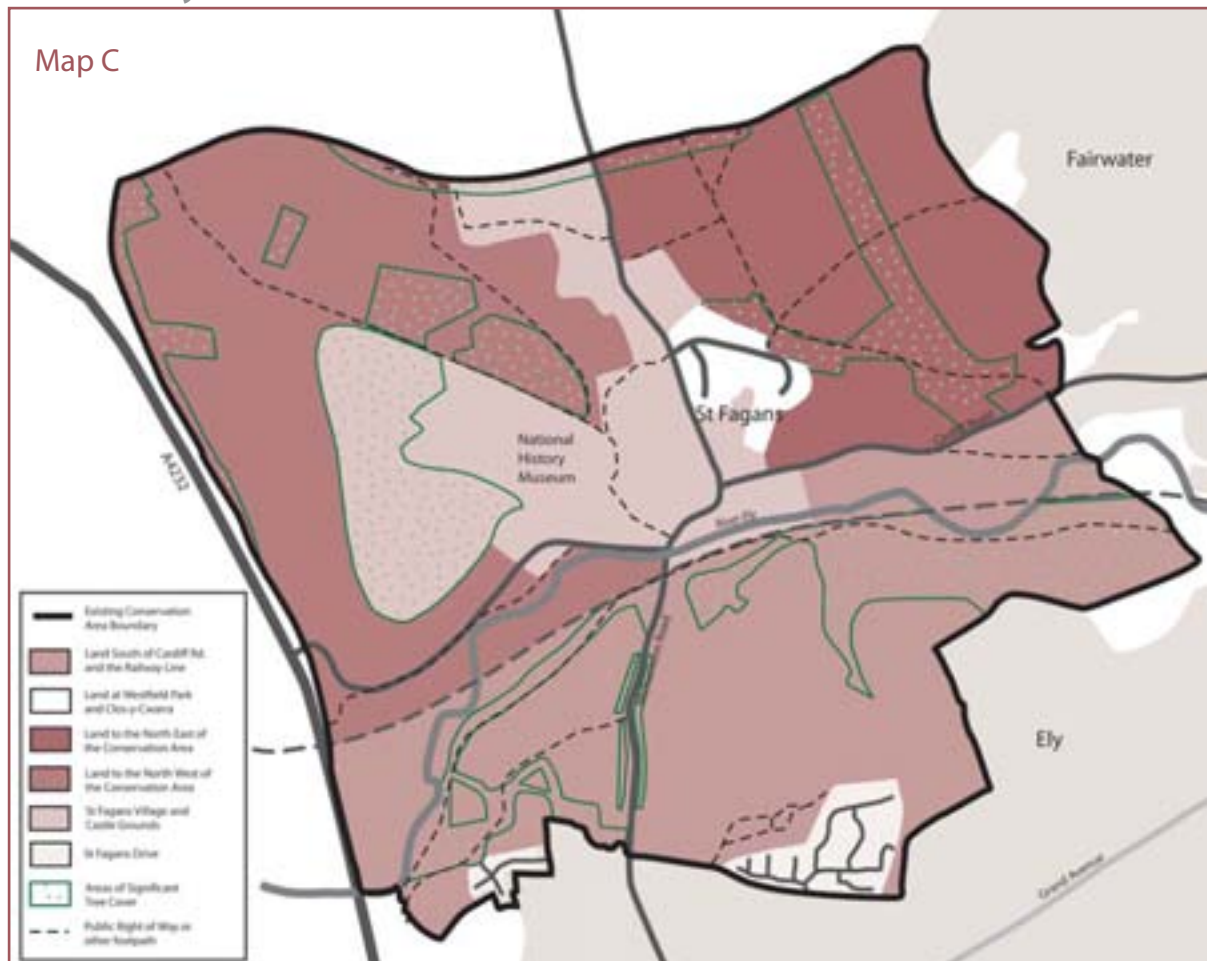 Map C
Fairwater
St Fagans
National
History
Museum
A4232
River Ely
Ely
Grand Avenue
Existing Conservation
Area Boundary
Land South of Cardiff Rd.
and the Railway Line
Land at Westfield Park
and Clos-y-Cwarra
Land to the North East of
the Conservation Area
Land to the North West of
the Conservation Area
St Fagans Village and
Castle Grounds
St Fagans Drive
Areas of Significant
Tree Cover
Public Right of Way or
other footpath